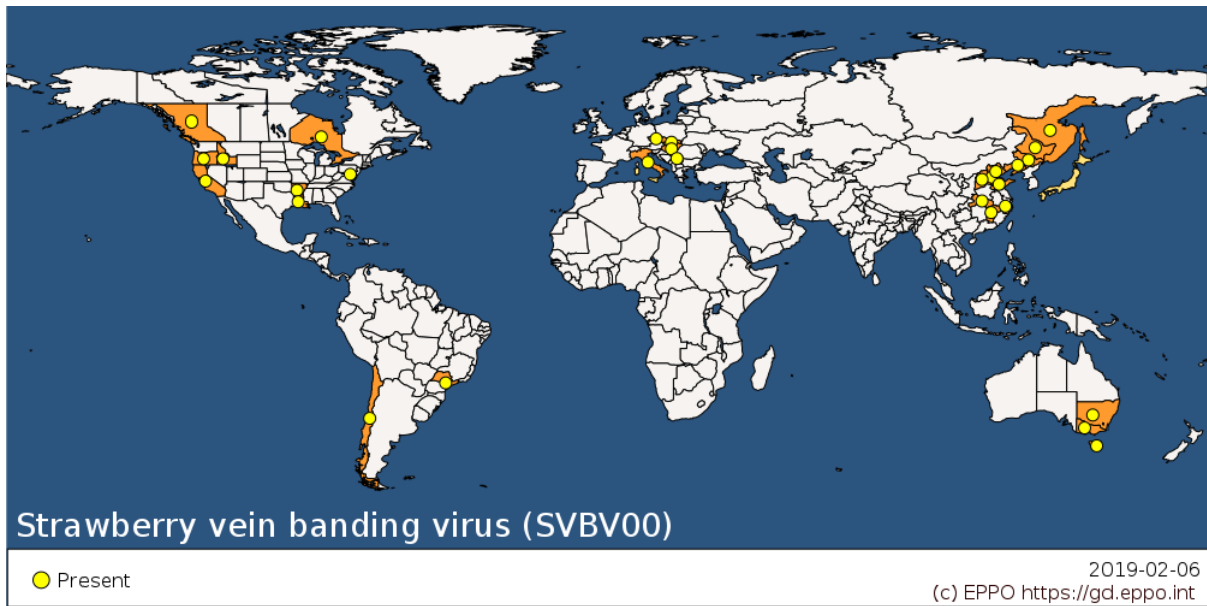 Strawberry vein banding virus (SVBV00)
Present
2019-02-06
(c) EPPO https://gd.eppo.int